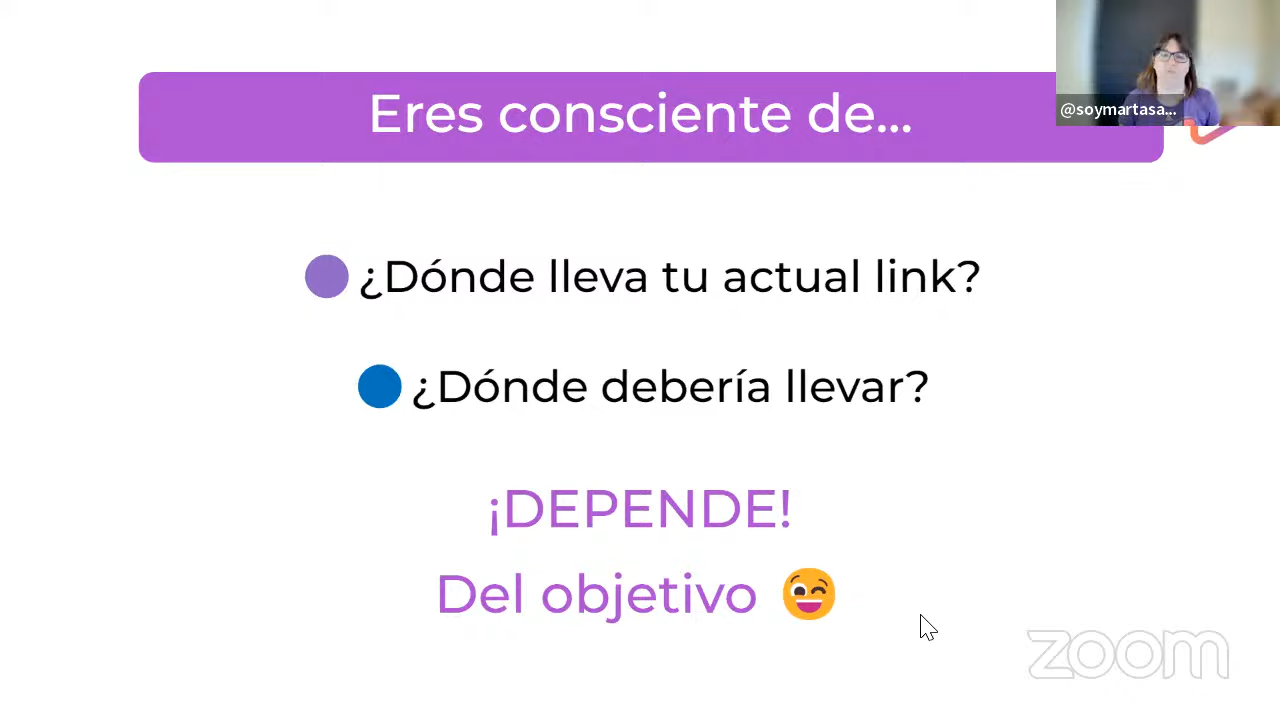 Eres consciente de...
@soymartasa...
¿Dónde lleva tu actual link?
¿Dónde debería llevar?
¡DEPENDE!
Del objetivo
zoom